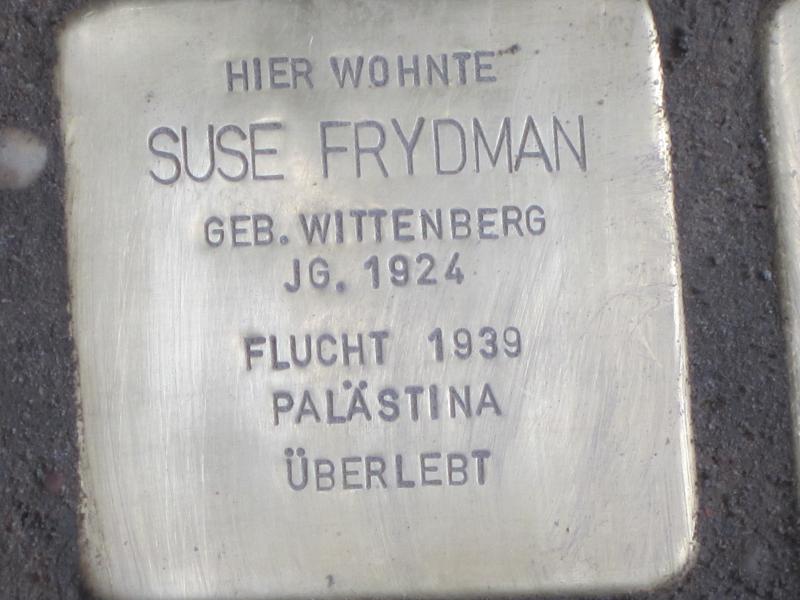 HIER WOHNTE
SUSE FRYDMAN
GEB. WITTENBERG
JG. 1924
FLUCHT 1939
PALÄSTINA
ÜBERLEBT